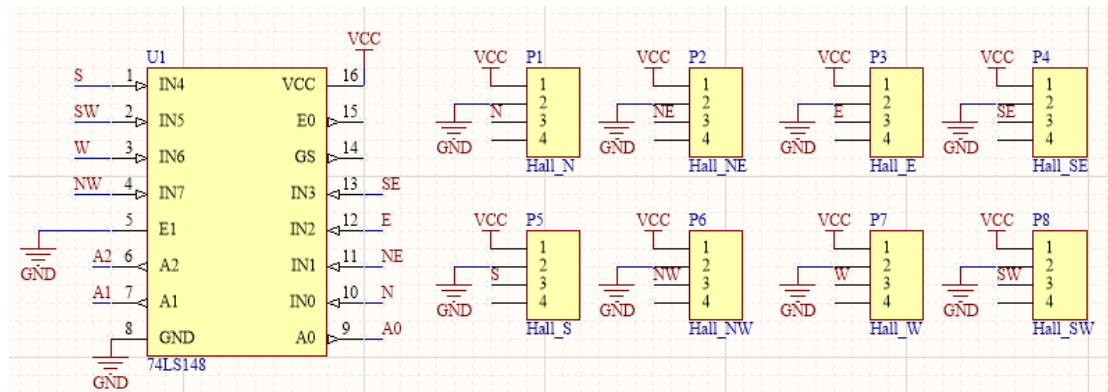 U1
VCC
S 1 IN4 VCC 16
SW 2 IN5 E0 15
W 3 IN6 GS 14
NW 4 IN7 IN3 13 SE
5 E1 IN2 12 E
GND
A2 6 A2 IN1 11 NE
A1 7 A1 IN0 10 N
8 GND A0 9 A0
GND
74LS148
VCC P1
1
2
N 3
4
GND
Hall_N
VCC P2
1
2
NE 3
4
GND
Hall_NE
VCC P3
1
2
E 3
4
GND
Hall_E
VCC P4
1
2
SE 3
4
GND
Hall_SE
VCC P5
1
2
S 3
4
GND
Hall_S
VCC P6
1
2
NW 3
4
GND
Hall_NW
VCC P7
1
2
W 3
4
GND
Hall_W
VCC P8
1
2
SW 3
4
GND
Hall_SW